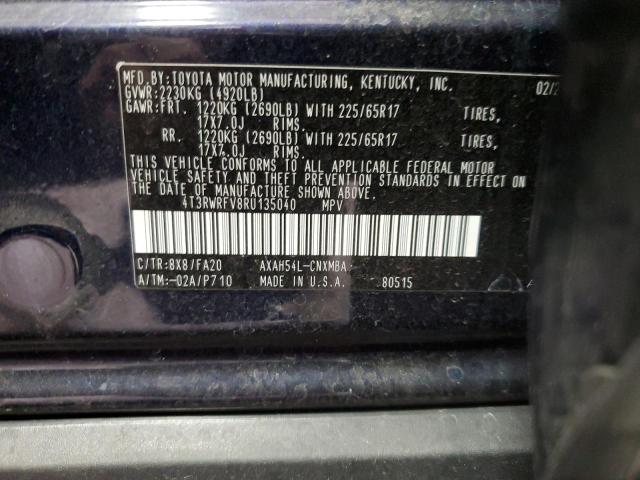 MFD. BY: TOYOTA MOTOR MANUFACTURING, KENTUCKY, INC. 02/
GVWR: 2230KG (4920LB)
GAWR: FRT. 1220KG (2690LB) WITH 225/65R17 TIRES,
17X7.0J RIMS.
RR. 1220KG (2690LB) WITH 225/65R17 TIRES,
17X7.0J RIMS.
THIS VEHICLE CONFORMS TO ALL APPLICABLE FEDERAL MOTOR
VEHICLE SAFETY AND THEFT PREVENTION STANDARDS IN EFFECT ON
DATE OF MANUFACTURE SHOWN ABOVE.
4T3RWRFV8RU135040 MPV
C/TR: 8X8/FA20 AXAH54L-CNXMBA
A/TM: -02A/P710 MADE IN U.S.A. 80515